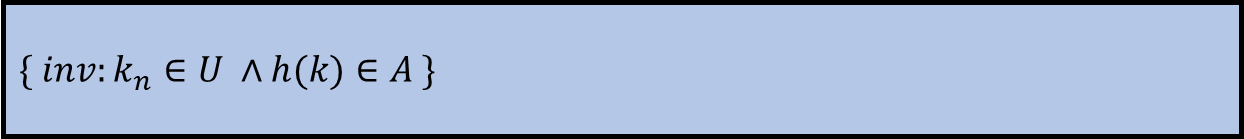 { inv: kₙ ∈ U ∧ h(k) ∈ A }